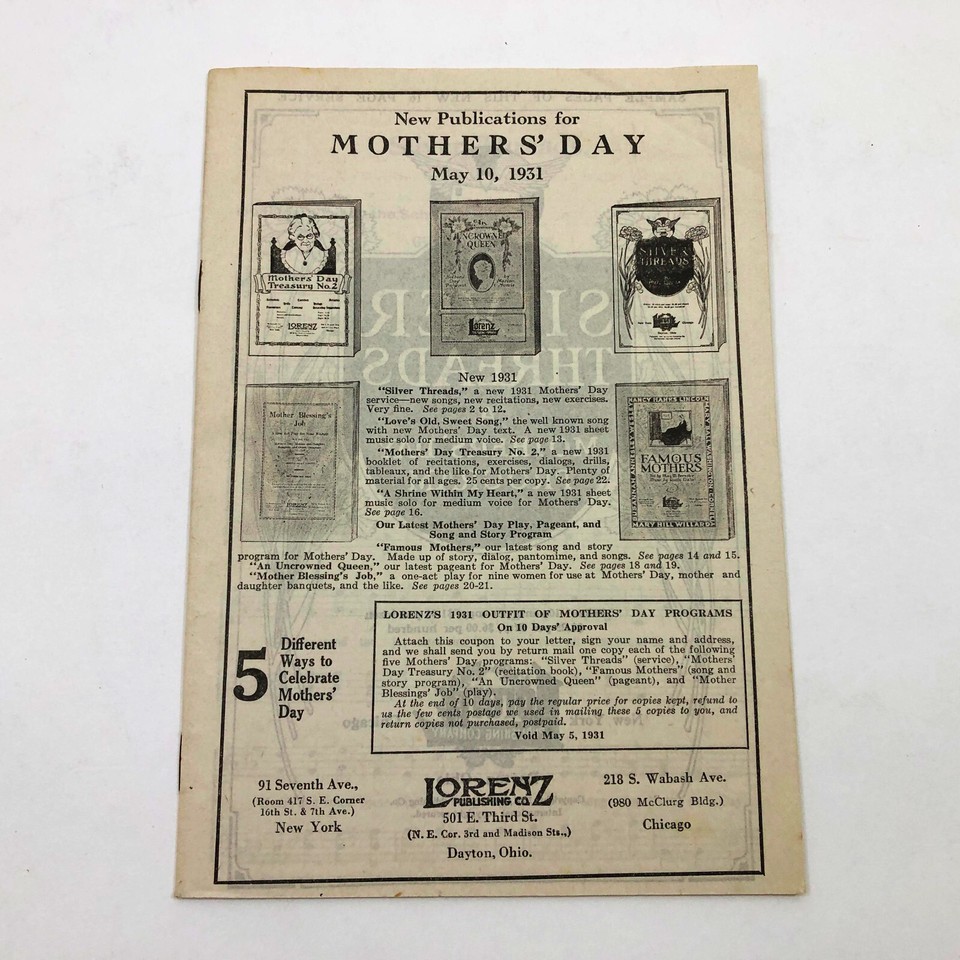 New Publications for
MOTHERS' DAY
May 10, 1931
Mothers' Day
Treasury No. 2
LORENZ
An
UNCROWNED
QUEEN
Lorenz
SILVER
THREADS
Mother Blessing's
Job
NANCY HANKS LINCOLN
FAMOUS
MOTHERS
MARY HILL WILLARD
New 1931
"Silver Threads," a new 1931 Mothers' Day
service—new songs, new recitations, new exercises.
Very fine. See pages 2 to 12.
"Love's Old, Sweet Song," the well known song
with new Mothers' Day text. A new 1931 sheet
music solo for medium voice. See page 13.
"Mothers' Day Treasury No. 2," a new 1931
booklet of recitations, exercises, dialogs, drills,
tableaux, and the like for Mothers' Day. Plenty of
material for all ages. 25 cents per copy. See page 22.
"A Shrine Within My Heart," a new 1931 sheet
music solo for medium voice for Mothers' Day.
See page 16.
Our Latest Mothers' Day Play, Pageant, and
Song and Story Program
"Famous Mothers," our latest song and story
program for Mothers' Day. Made up of story, dialog, pantomime, and songs. See pages 14 and 15.
"An Uncrowned Queen," our latest pageant for Mothers' Day. See pages 18 and 19.
"Mother Blessing's Job," a one-act play for nine women for use at Mothers' Day, mother and
daughter banquets, and the like. See pages 20-21.
5
Different
Ways to
Celebrate
Mothers'
Day
LORENZ'S 1931 OUTFIT OF MOTHERS' DAY PROGRAMS
On 10 Days' Approval
Attach this coupon to your letter, sign your name and address,
and we shall send you by return mail one copy each of the following
five Mothers' Day programs: "Silver Threads" (service), "Mothers'
Day Treasury No. 2" (recitation book), "Famous Mothers" (song and
story program), "An Uncrowned Queen" (pageant), and "Mother
Blessings' Job" (play).
At the end of 10 days, pay the regular price for copies kept, refund to
us the few cents postage we used in mailing these 5 copies to you, and
return copies not purchased, postpaid.
Void May 5, 1931
91 Seventh Ave.,
(Room 417 S. E. Corner
16th St. & 7th Ave.)
New York
LORENZ
PUBLISHING CO.
501 E. Third St.
(N. E. Cor. 3rd and Madison Sts.,)
Dayton, Ohio.
218 S. Wabash Ave.
(980 McClurg Bldg.)
Chicago